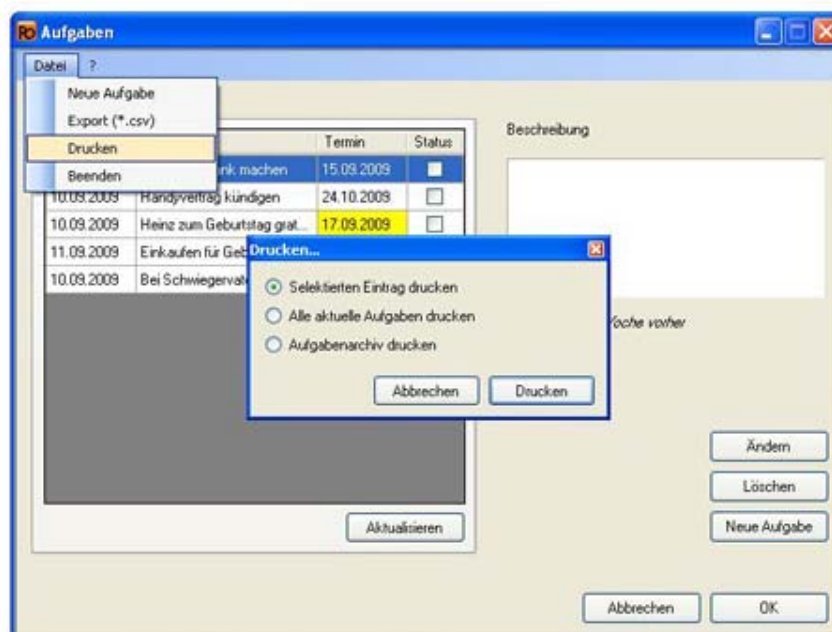 Aufgaben
Datei ?
Neue Aufgabe
Export (*.csv)
Drucken
Beenden
Termin Status
nk machen 15.09.2009
10.09.2009 Handyvertrag kündigen 24.10.2009
10.09.2009 Heinz zum Geburtstag grat... 17.09.2009
11.09.2009 Einkaufen für Geb
10.09.2009 Bei Schwiegervate
Beschreibung
Drucken...
Selektierten Eintrag drucken
Alle aktuelle Aufgaben drucken
Aufgabenarchiv drucken
Abbrechen Drucken
oche vorher
Ändern
Löschen
Neue Aufgabe
Aktualisieren
Abbrechen OK